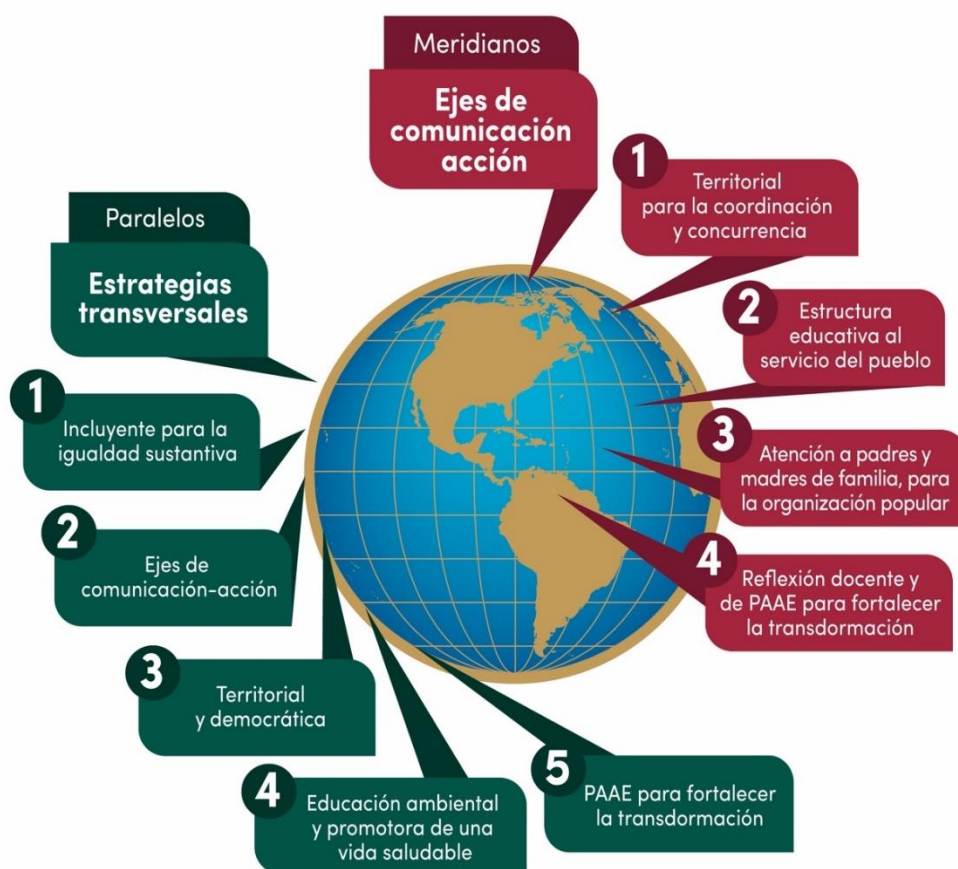 Meridianos
Ejes de
comunicación
acción
1
Territorial
para la coordinación
y concurrencia
2
Estructura
educativa al
servicio del pueblo
3
Atención a padres y
madres de familia, para
la organización popular
4
Reflexión docente y
de PAAE para fortalecer
la transdormación
Paralelos
Estrategias
transversales
1
Incluyente para la
igualdad sustantiva
2
Ejes de
comunicación-acción
3
Territorial
y democrática
4
Educación ambiental
y promotora de una
vida saludable
5
PAAE para fortalecer
la transdormación